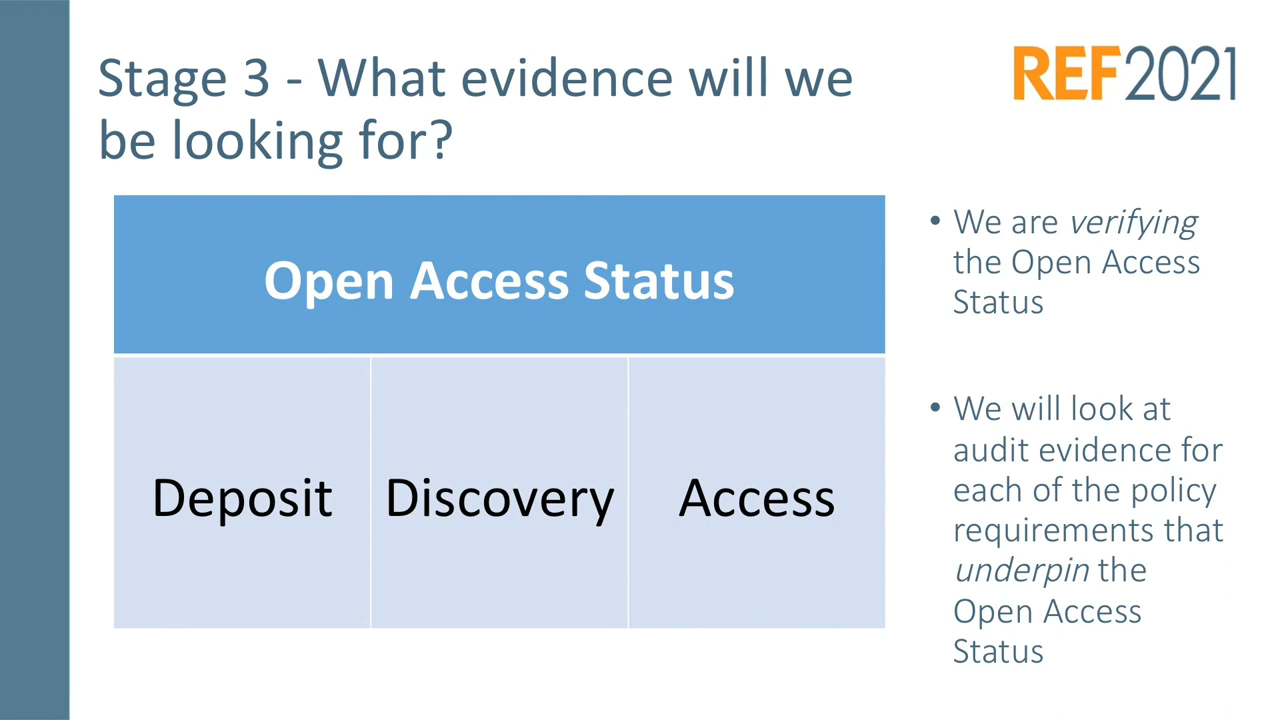 Stage 3 - What evidence will we
be looking for?
REF2021
Open Access Status
Deposit
Discovery
Access
• We are verifying
the Open Access
Status
• We will look at
audit evidence for
each of the policy
requirements that
underpin the
Open Access
Status